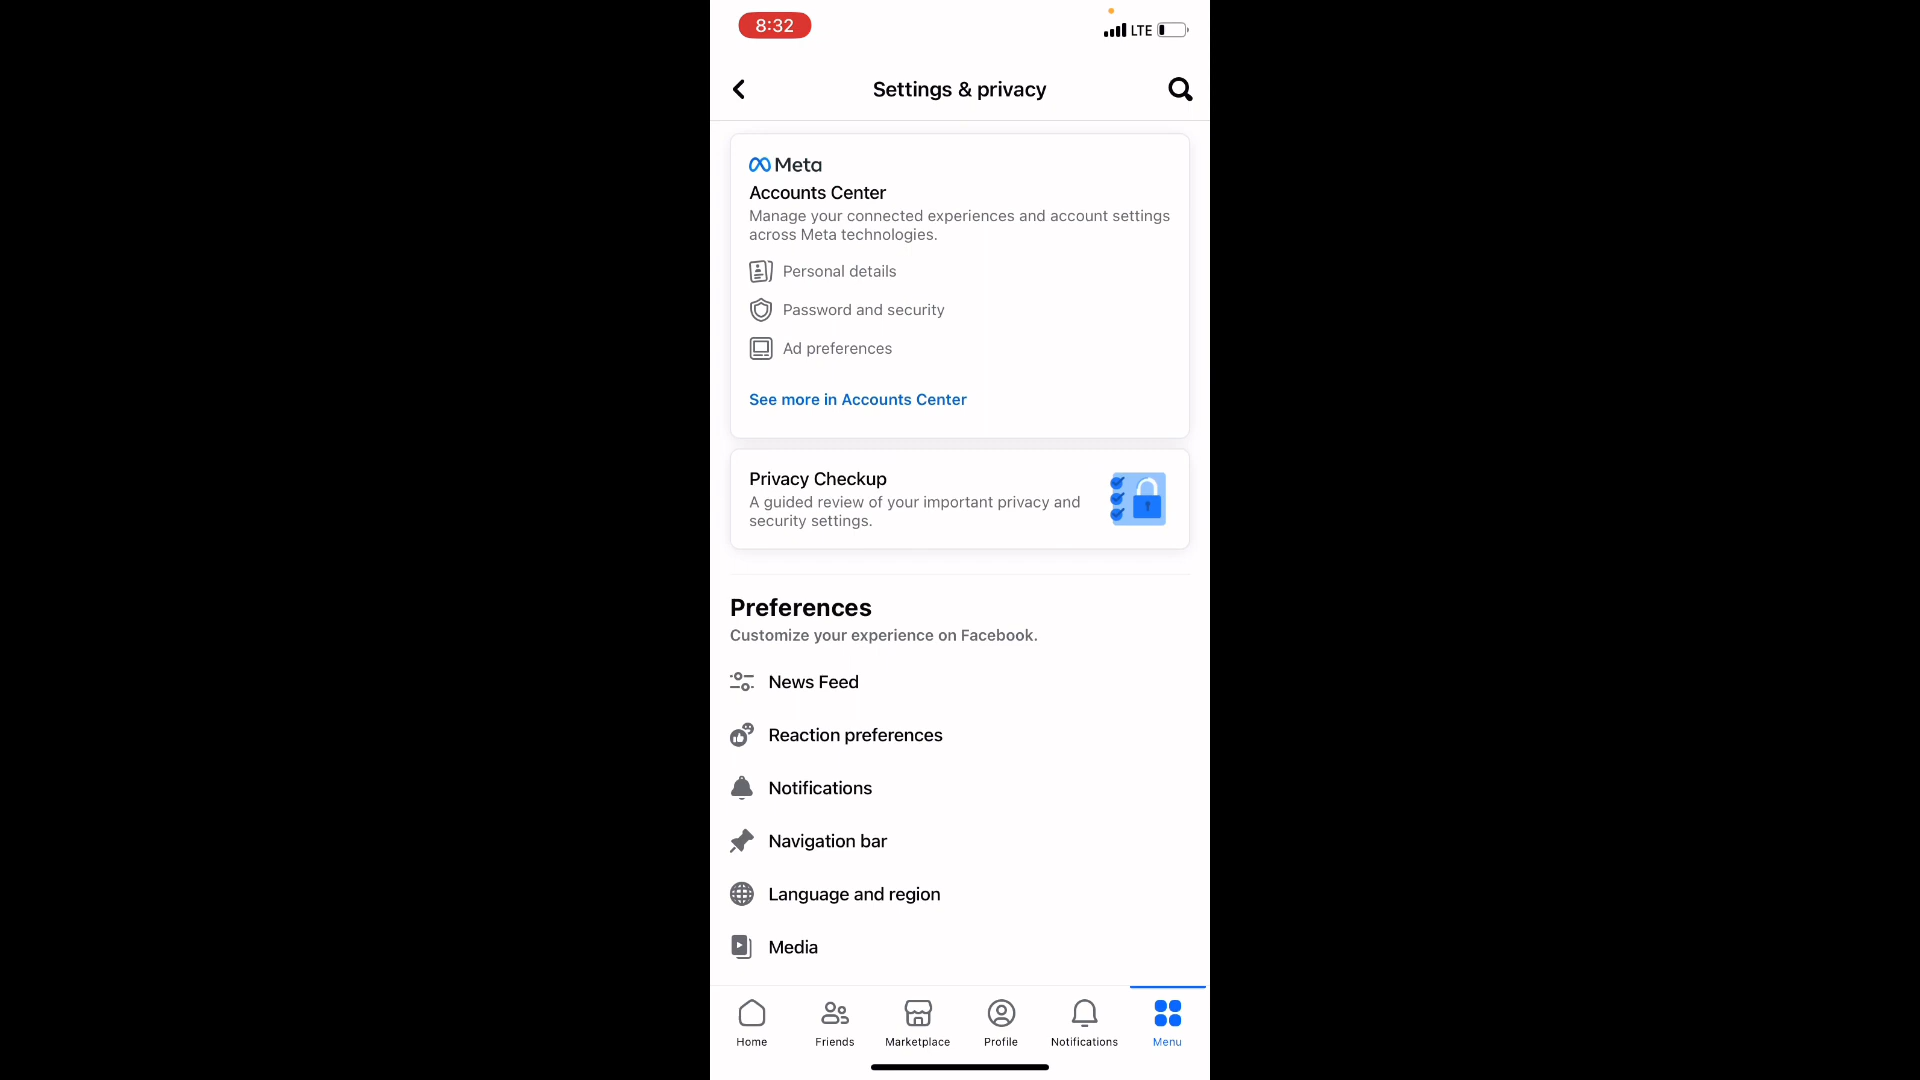 8:32
LTE
Settings & privacy
Meta
Accounts Center
Manage your connected experiences and account settings
across Meta technologies.
Personal details
Password and security
Ad preferences
See more in Accounts Center
Privacy Checkup
A guided review of your important privacy and
security settings.
Preferences
Customize your experience on Facebook.
News Feed
Reaction preferences
Notifications
Navigation bar
Language and region
Media
Home Friends Marketplace Profile Notifications Menu